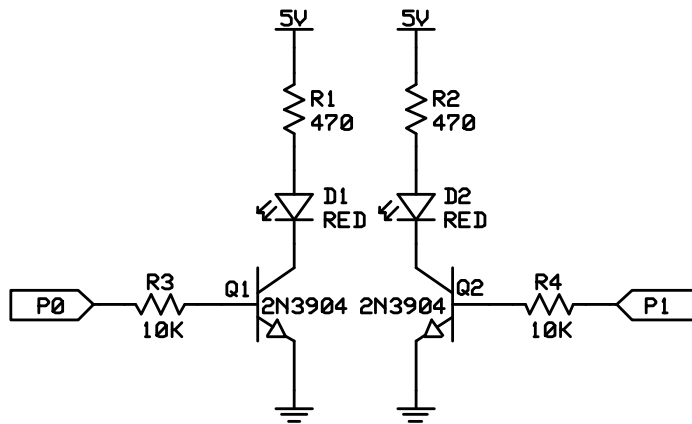 5V
5V
R1
470
R2
470
D1
RED
D2
RED
R3
10K
Q1
2N3904
2N3904
Q2
R4
10K
P0
P1